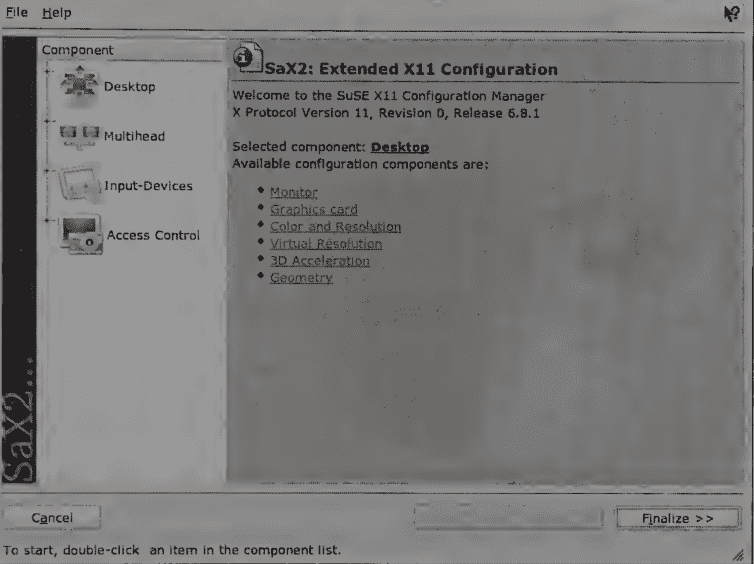 File Help
Component
Desktop
Multihead
Input-Devices
Access Control
SaX2...
SaX2: Extended X11 Configuration
Welcome to the SuSE X11 Configuration Manager
X Protocol Version 11, Revision 0, Release 6.8.1
Selected component: Desktop
Available configuration components are:
• Monitor
• Graphics card
• Color and Resolution
• Virtual Resolution
• 3D Acceleration
• Geometry
Cancel
Finalize >>
To start, double-click an item in the component list.